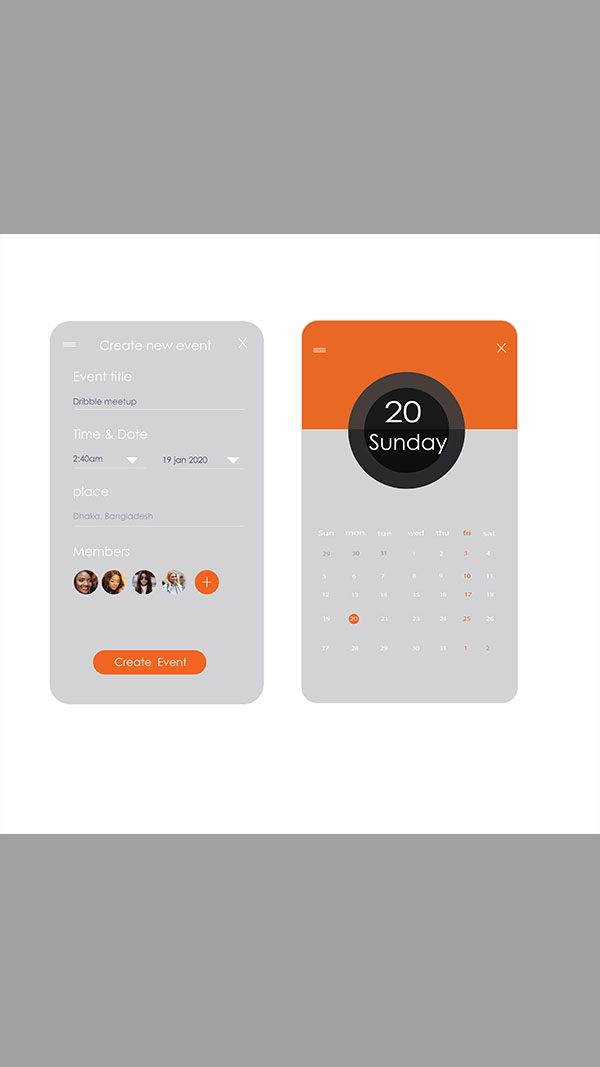 Create new event X
Event title
Dribble meetup
Time & Date
2:40am 19 jan 2020
place
Dhaka, Bangladesh
Members
+
Create Event
X
20
Sunday
Sun mon tue wed thu fri sat
29 30 31 1 2 3 4
5 6 7 8 9 10 11
12 13 14 15 16 17 18
19 20 23 24 25 26
27 28 29 30 31 1 2